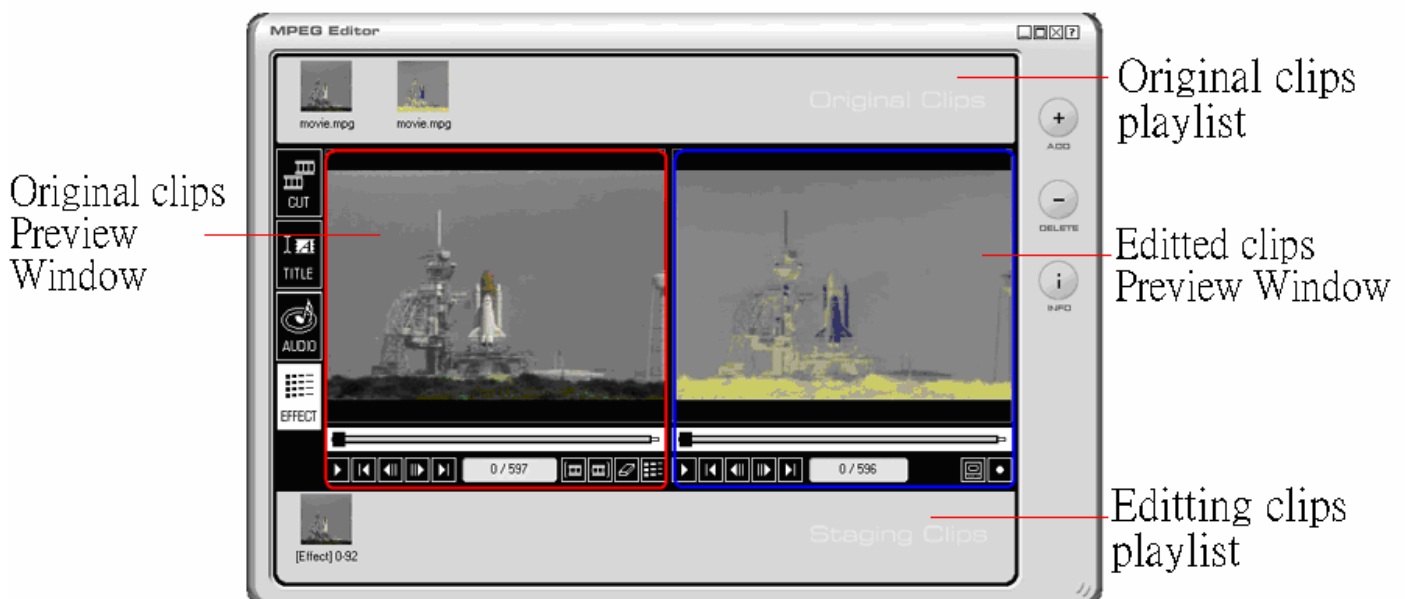 MPEG Editor
movie.mpg
movie.mpg
Original Clips
Original clips
playlist
ADD
DELETE
INFO
CUT
TITLE
AUDIO
EFFECT
Original clips
Preview
Window
Editted clips
Preview Window
0 / 597
0 / 596
[Effect] 0-92
Staging Clips
Editting clips
playlist